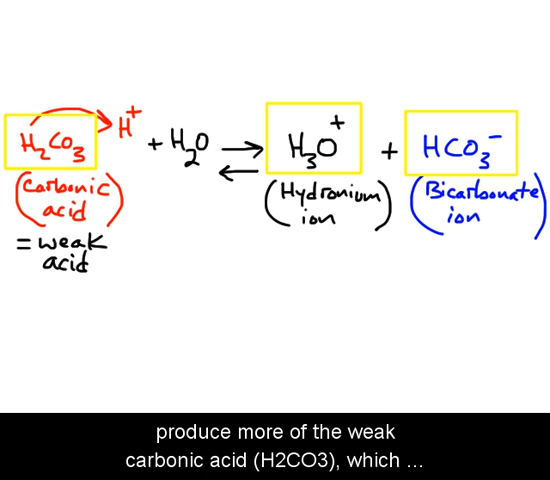 H₂CO₃ H⁺ + H₂O ⇄ H₃O⁺ + HCO₃⁻
(Carbonic acid)
(Hydronium ion)
(Bicarbonate ion)
= weak
acid
produce more of the weak
carbonic acid (H2CO3), which ...